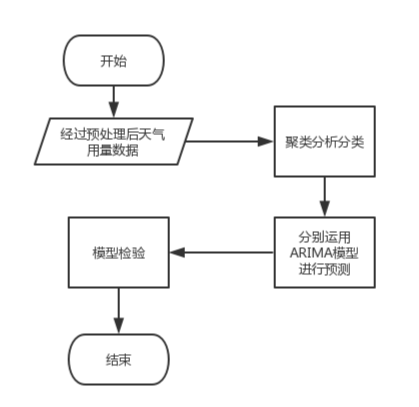 开始
经过预处理后天气
用量数据
聚类分析分类
分别运用
ARIMA模型
进行预测
模型检验
结束